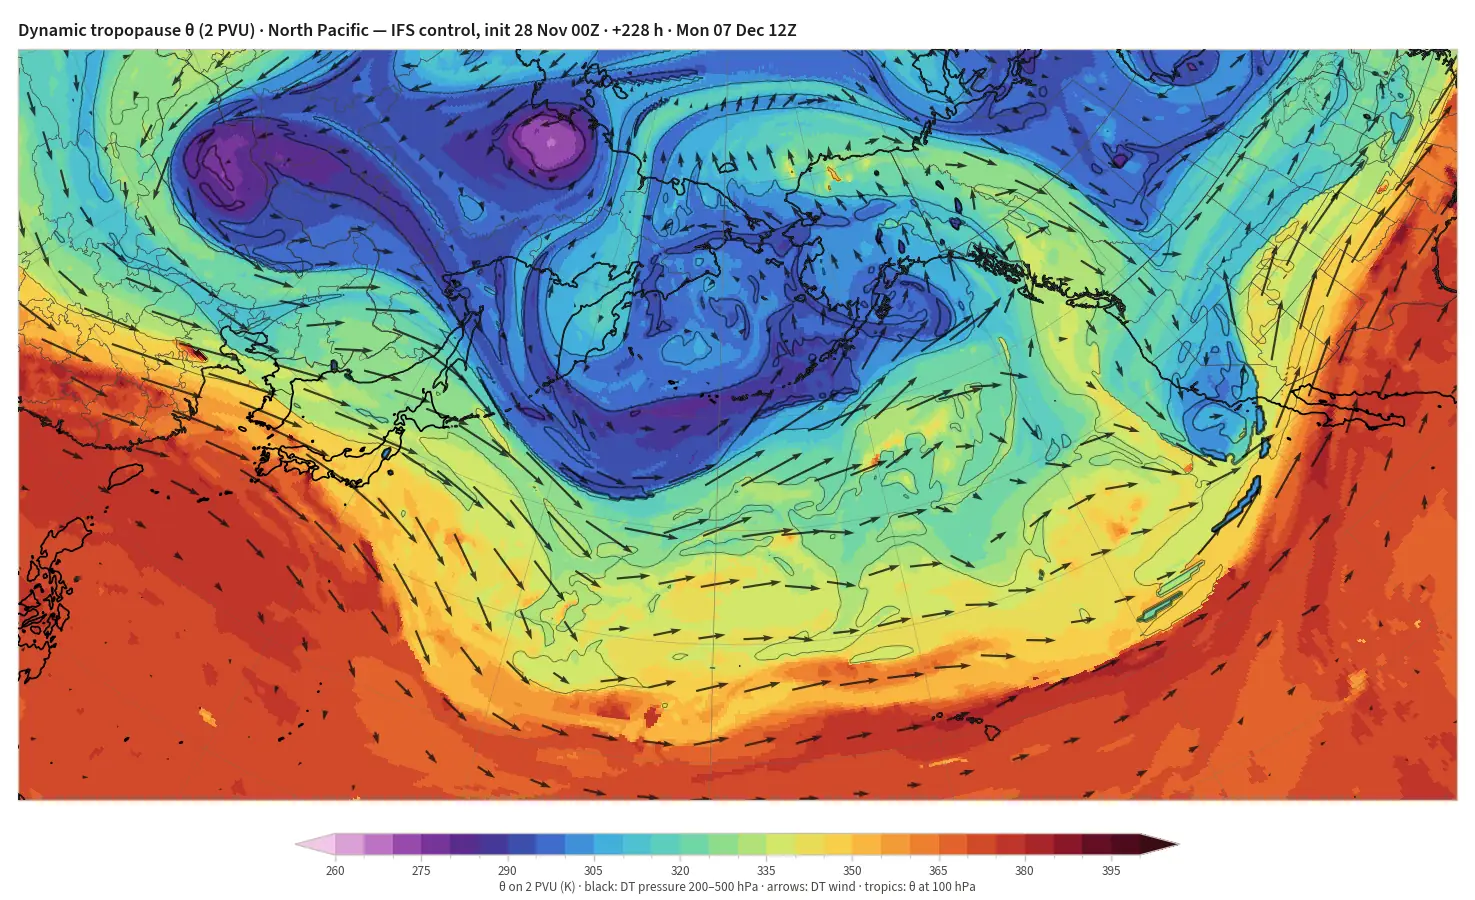 Dynamic tropopause θ (2 PVU) · North Pacific — IFS control, init 28 Nov 00Z · +228 h · Mon 07 Dec 12Z
260 275 290 305 320 335 350 365 380 395
θ on 2 PVU (K) · black: DT pressure 200–500 hPa · arrows: DT wind · tropics: θ at 100 hPa